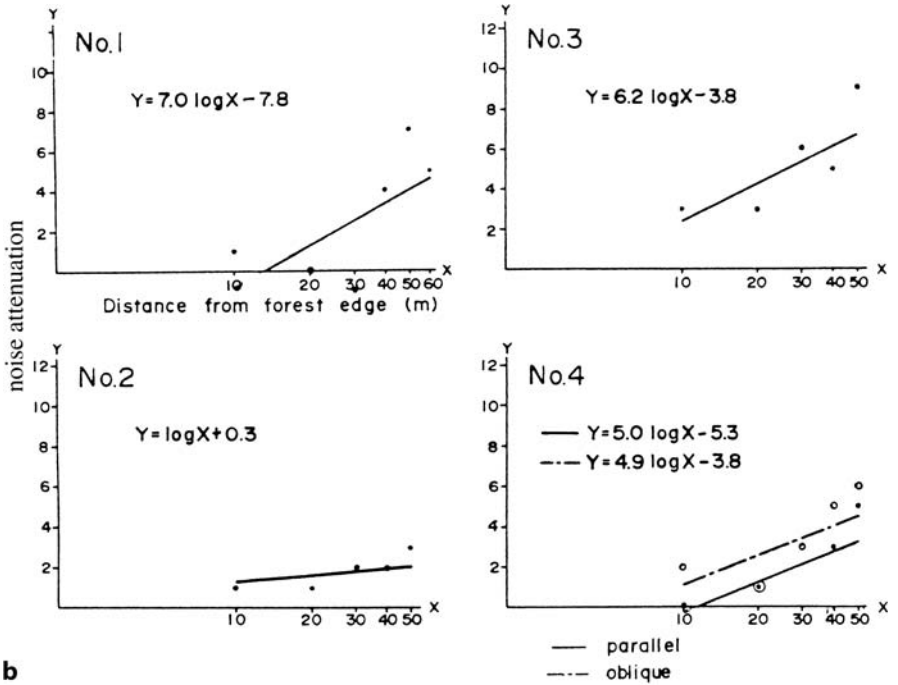 noise attenuation
Y
No.1
10
8
6
4
2
Y=7.0 logX-7.8
10 20 30 40 50 60 X
Distance from forest edge (m)
Y
No.3
12
10
8
6
4
2
Y=6.2 logX-3.8
10 20 30 40 50 X
Y
No.2
12
10
8
6
4
2
Y=logX+0.3
10 20 30 40 50 X
Y
No.4
12
10
8
6
4
2
Y=5.0 logX-5.3
Y=4.9 logX-3.8
10 20 30 40 50 X
parallel
oblique
b